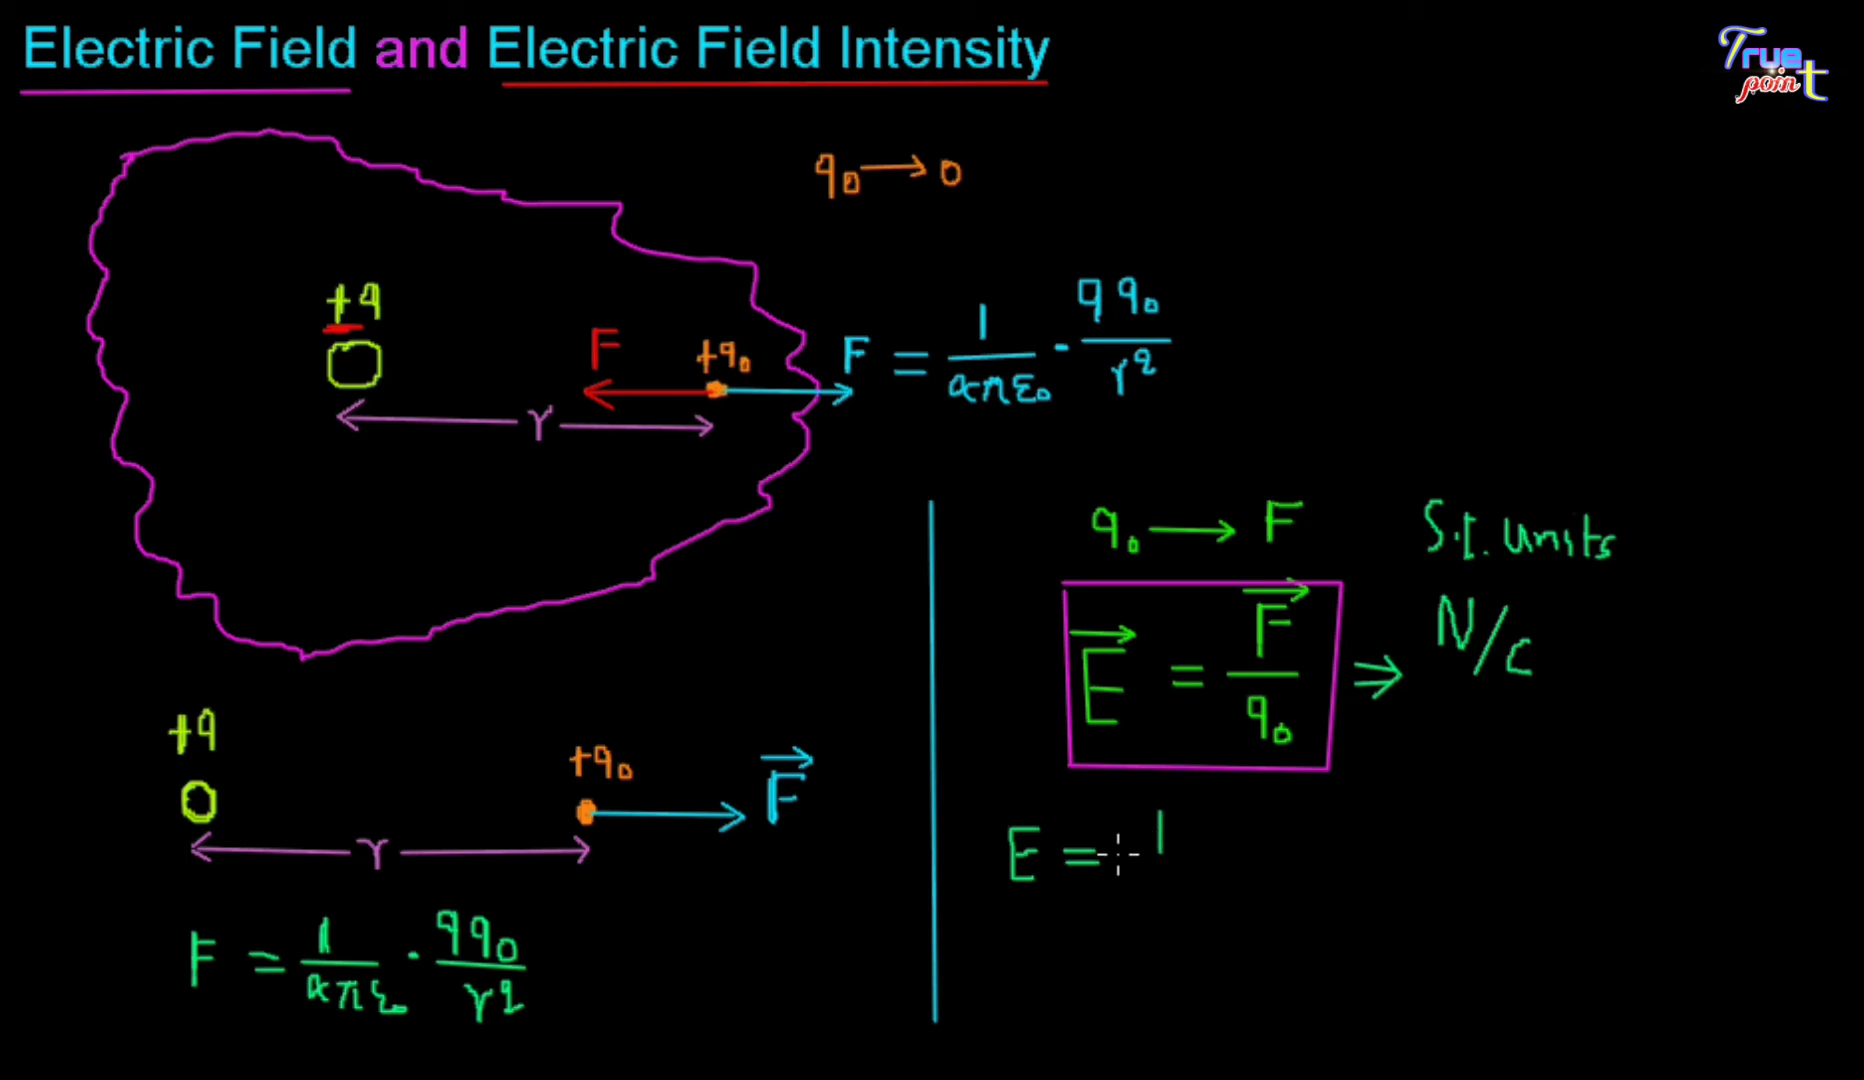 Electric Field and Electric Field Intensity
True point
q₀ → 0
+q
F
+q₀
r
F = 1/4πε₀ · qq₀/r²
q₀ → F
S.I. units
E⃗ = F⃗/q₀ ⇒ N/C
+q
+q₀
F⃗
r
E = 1
F = 1/4πε₀ · qq₀/r²